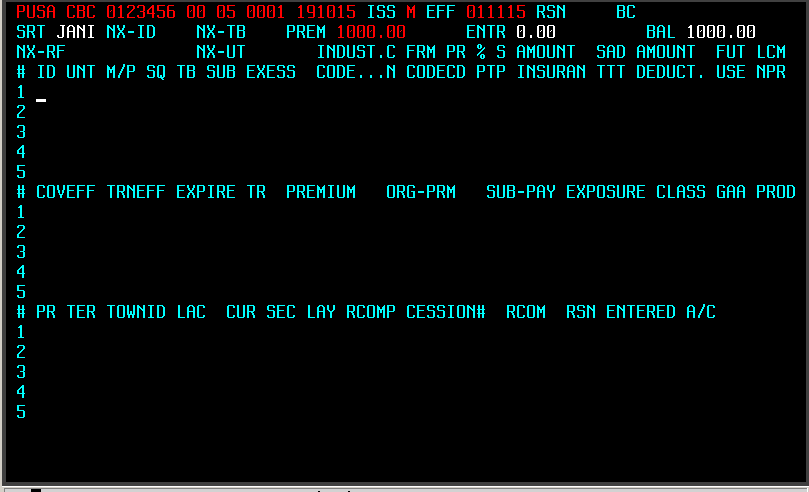 PUSA CBC 0123456 00 05 0001 191015 ISS M EFF 011115 RSN BC
SRT JANI NX-ID NX-TB PREM 1000.00 ENTR 0.00 BAL 1000.00
NX-RF NX-UT INDUST.C FRM PR % S AMOUNT SAD AMOUNT FUT LCM
# ID UNT M/P SQ TB SUB EXESS CODE...N CODECD PTP INSURAN TTT DEDUCT. USE NPR
1
2
3
4
5
# COVEFF TRNEFF EXPIRE TR PREMIUM ORG-PRM SUB-PAY EXPOSURE CLASS GAA PROD
1
2
3
4
5
# PR TER TOWNID LAC CUR SEC LAY RCOMP CESSION# RCOM RSN ENTERED A/C
1
2
3
4
5